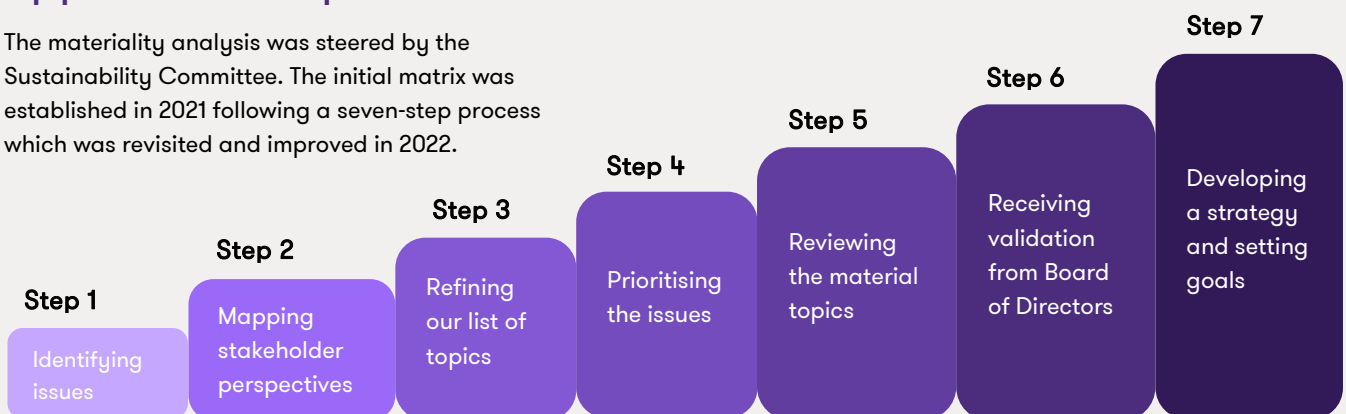 The materiality analysis was steered by the
Sustainability Committee. The initial matrix was
established in 2021 following a seven-step process
which was revisited and improved in 2022.
Step 1
Identifying
issues
Step 2
Mapping
stakeholder
perspectives
Step 3
Refining
our list of
topics
Step 4
Prioritising
the issues
Step 5
Reviewing
the material
topics
Step 6
Receiving
validation
from Board
of Directors
Step 7
Developing
a strategy
and setting
goals